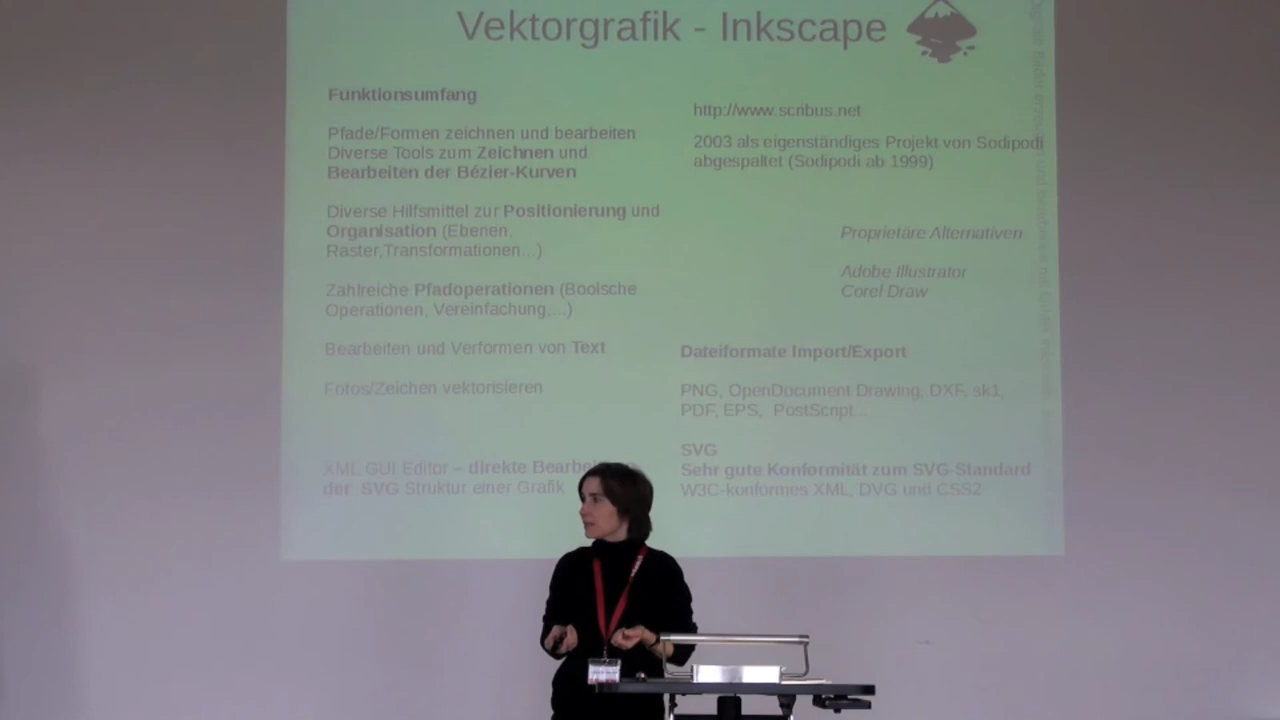 Vektorgrafik - Inkscape
Funktionsumfang
Pfade/Formen zeichnen und bearbeiten
Diverse Tools zum Zeichnen und
Bearbeiten der Bézier-Kurven
Diverse Hilfsmittel zur Positionierung und
Organisation (Ebenen,
Raster,Transformationen...)
Zahlreiche Pfadoperationen (Boolsche
Operationen, Vereinfachung,...)
Bearbeiten und Verformen von Text
Fotos/Zeichen vektorisieren
XML GUI Editor – direkte
der SVG Struktur einer Grafik
http://www.scribus.net
2003 als eigenständiges Projekt von Sodipodi
abgespaltet (Sodipodi ab 1999)
Proprietäre Alternativen
Adobe Illustrator
Corel Draw
Dateiformate Import/Export
PNG, OpenDocument Drawing, DXF, sk1,
PDF, EPS, PostScript...
SVG
Sehr gute Konformität zum SVG-Standard
W3C-konformes XML, DVG und CSS2